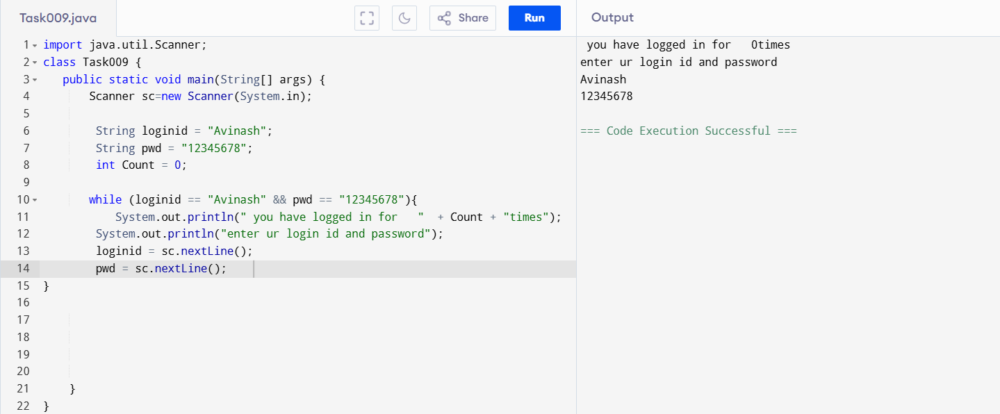 Task009.java Share Run Output
1 import java.util.Scanner;
2 class Task009 {
3 public static void main(String[] args) {
4 Scanner sc=new Scanner(System.in);
5
6 String loginid = "Avinash";
7 String pwd = "12345678";
8 int Count = 0;
9
10 while (loginid == "Avinash" && pwd == "12345678"){
11 System.out.println(" you have logged in for   "  + Count + "times");
12 System.out.println("enter ur login id and password");
13 loginid = sc.nextLine();
14 pwd = sc.nextLine();
15 }
16
17
18
19
20
21 }
22 }
you have logged in for   0times
enter ur login id and password
Avinash
12345678
=== Code Execution Successful ===